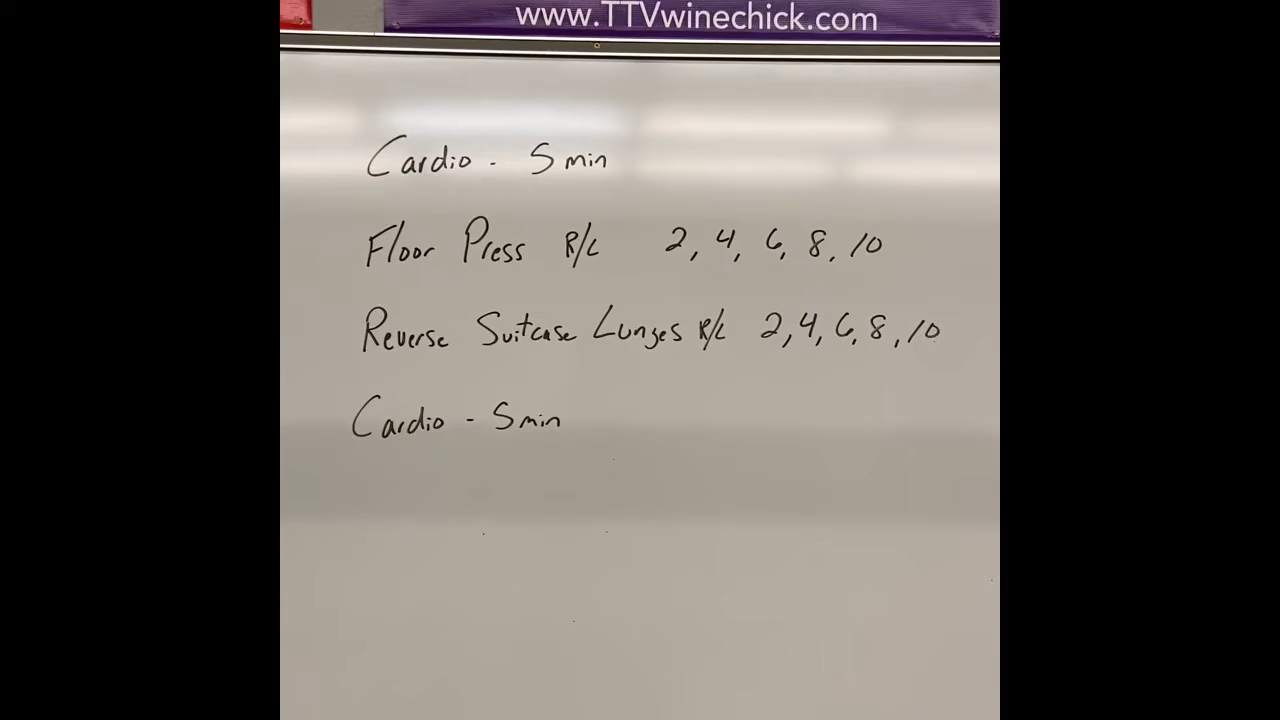 www.TTVwinechick.com
Cardio - 5 min
Floor Press R/L 2, 4, 6, 8, 10
Reverse Suitcase Lunges R/L 2, 4, 6, 8, 10
Cardio - 5 min